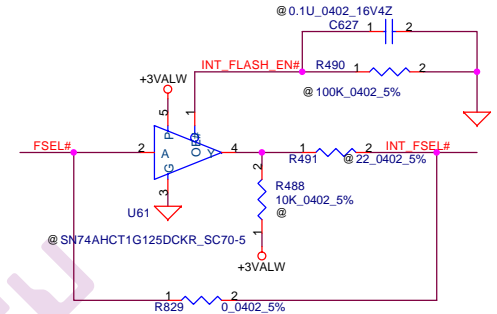 @ 0.1U_0402_16V4Z
C627
1 2
INT_FLASH_EN#
R490
1 2
@ 100K_0402_5%
+3VALW
5
1
P
OE#
FSEL#
2
A
Y
4
G
3
U61
@ SN74AHCT1G125DCKR_SC70-5
1 2
R491
@ 22_0402_5%
INT_FSEL#
2
R488
10K_0402_5%
@
1
+3VALW
1 2
R829
0_0402_5%